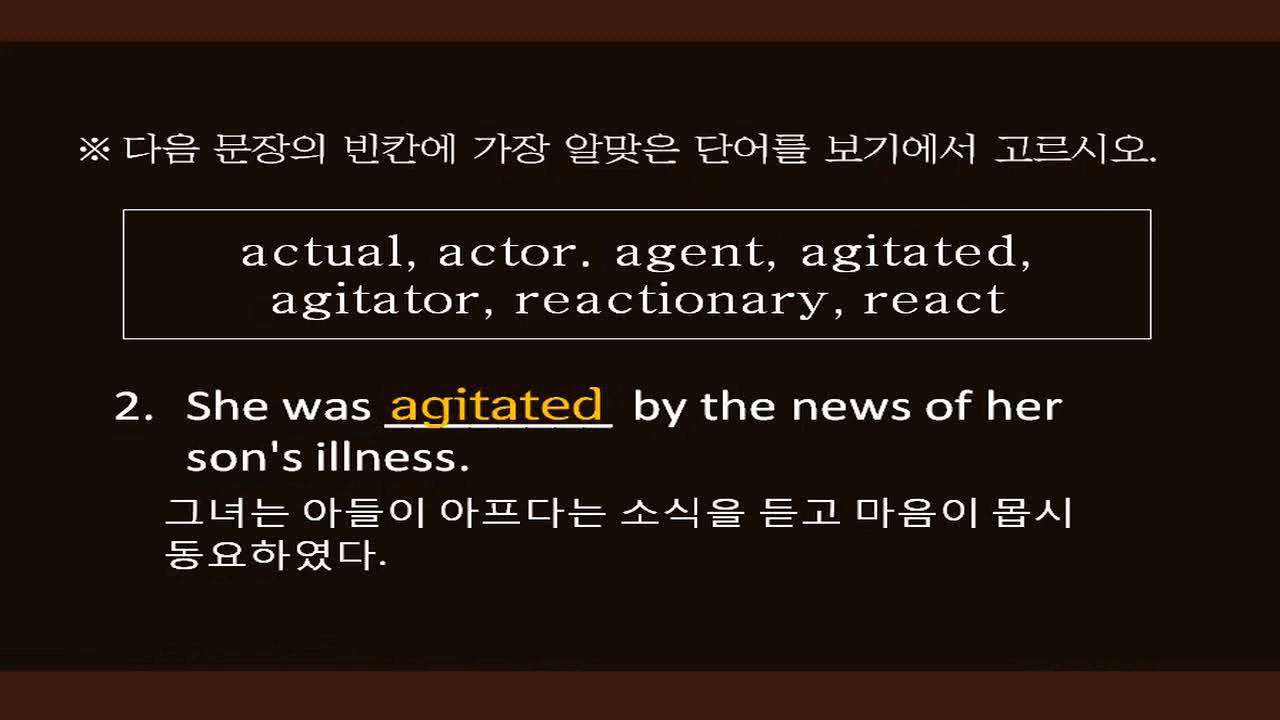 ※ 다음 문장의 빈칸에 가장 알맞은 단어를 보기에서 고르시오.
actual, actor. agent, agitated,
agitator, reactionary, react
2. She was agitated by the news of her
son's illness.
그녀는 아들이 아프다는 소식을 듣고 마음이 몹시
동요하였다.